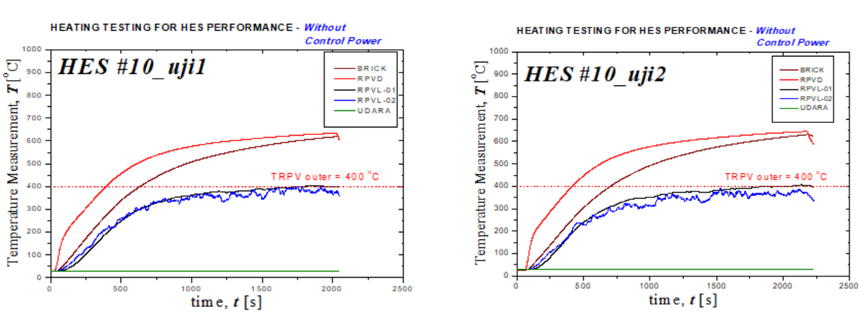 HEATING TESTING FOR HES PERFORMANCE - Without
Control Power
HES #10_uji1
BRICK
RPVD
RPVL-01
RPVL-02
UDARA
TRPV outer = 400 °C
Temperature Measurement, T [°C]
1000
900
800
700
600
500
400
300
200
100
0
0
500
1000
1500
2000
2500
time, t [s]
HEATING TESTING FOR HES PERFORMANCE - Without
Control Power
HES #10_uji2
BRICK
RPVD
RPVL-01
RPVL-02
UDARA
TRPV outer = 400 °C
Temperature Measurement, T [°C]
1000
900
800
700
600
500
400
300
200
100
0
0
500
1000
1500
2000
2500
time, t [s]